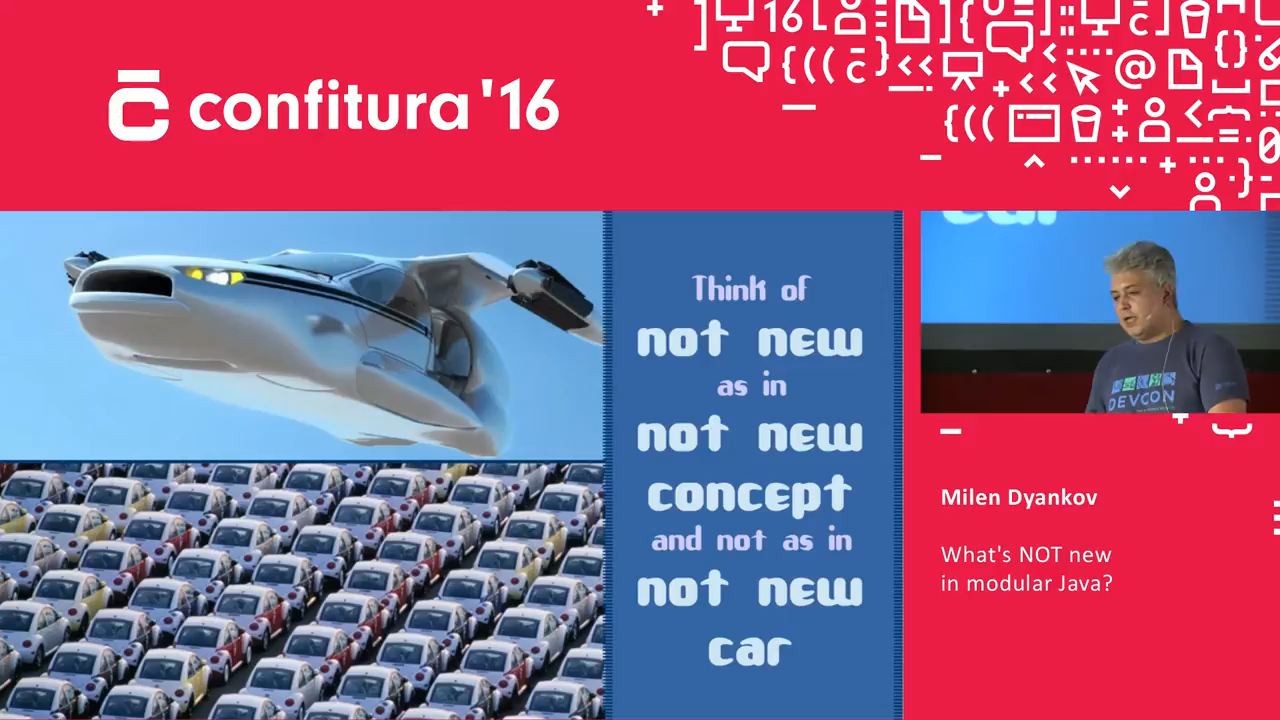 c confitura '16
Think of
not new
as in
not new
concept
and not as in
not new
car
car
DEVCON
Milen Dyankov
What's NOT new
in modular Java?